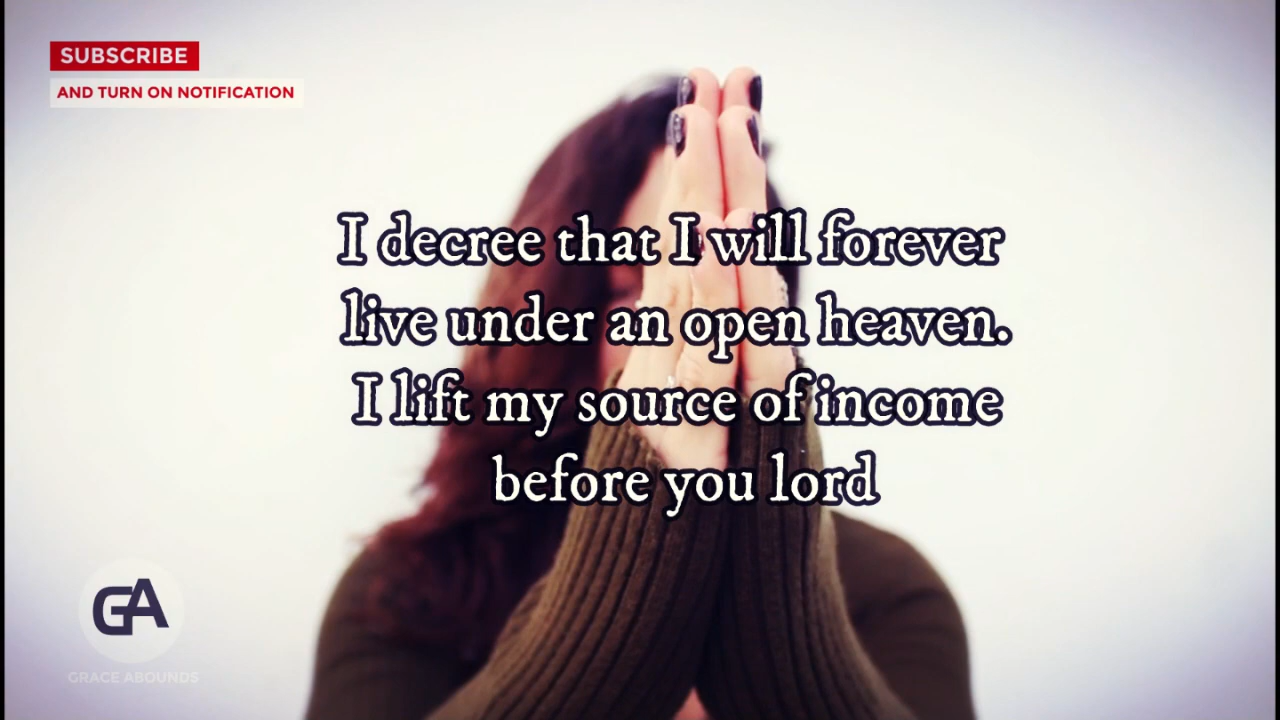 SUBSCRIBE
AND TURN ON NOTIFICATION
I decree that I will forever
live under an open heaven.
I lift my source of income
before you lord
GA
GRACE ABOUNDS